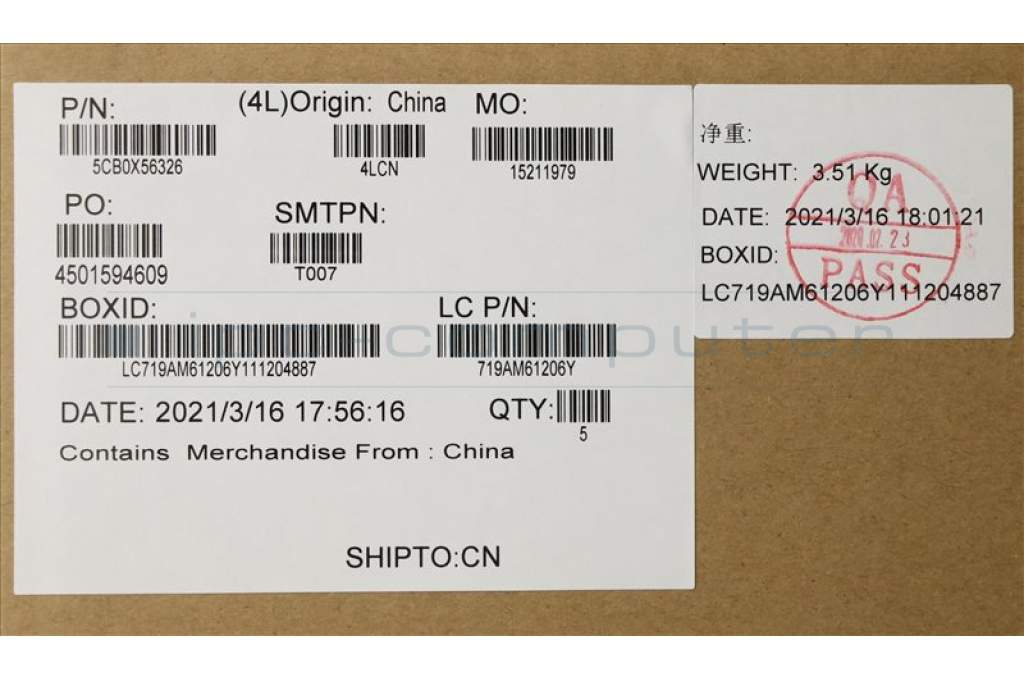 P/N:
5CB0X56326
(4L)Origin: China
4LCN
MO:
15211979
PO:
4501594609
SMTPN:
T007
BOXID:
LC719AM61206Y111204887
LC P/N:
719AM61206Y
DATE: 2021/3/16 17:56:16
QTY:
5
Contains Merchandise From : China
SHIPTO:CN
净重:
WEIGHT: 3.51 Kg
DATE: 2021/3/16 18:01:21
BOXID:
LC719AM61206Y111204887
QA
PASS